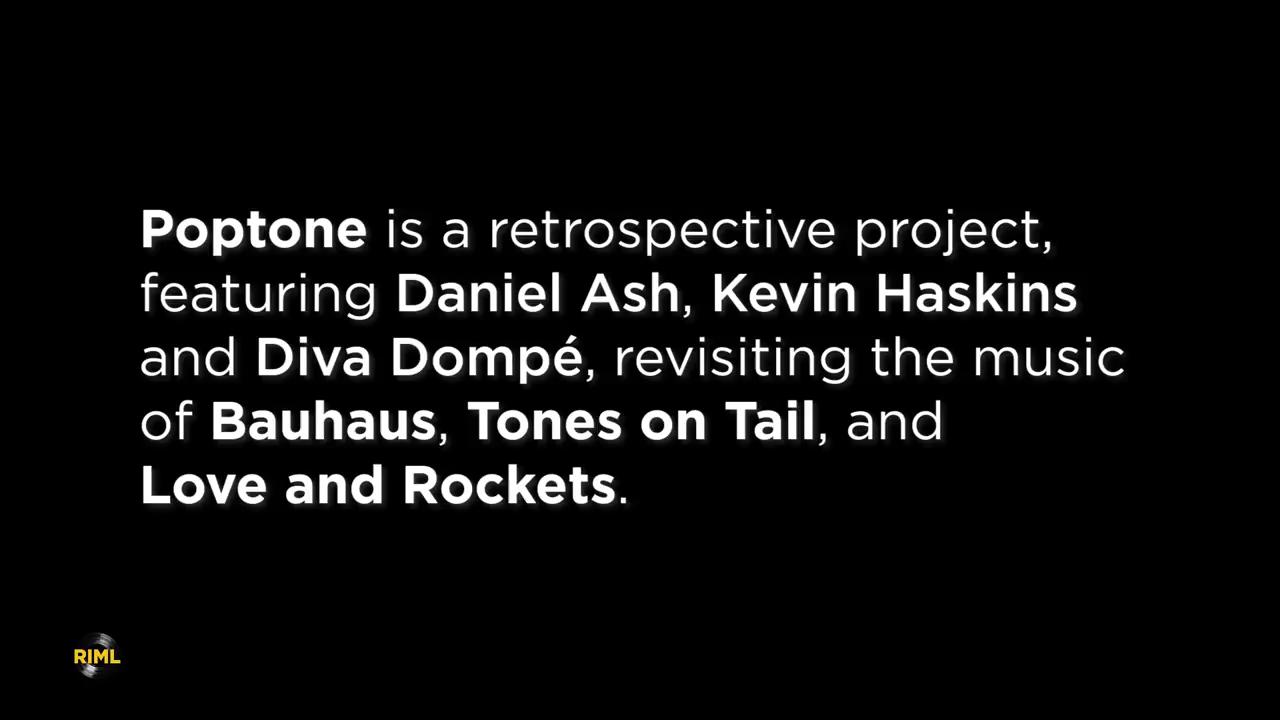 Poptone is a retrospective project,
featuring Daniel Ash, Kevin Haskins
and Diva Dompé, revisiting the music
of Bauhaus, Tones on Tail, and
Love and Rockets.
RIML